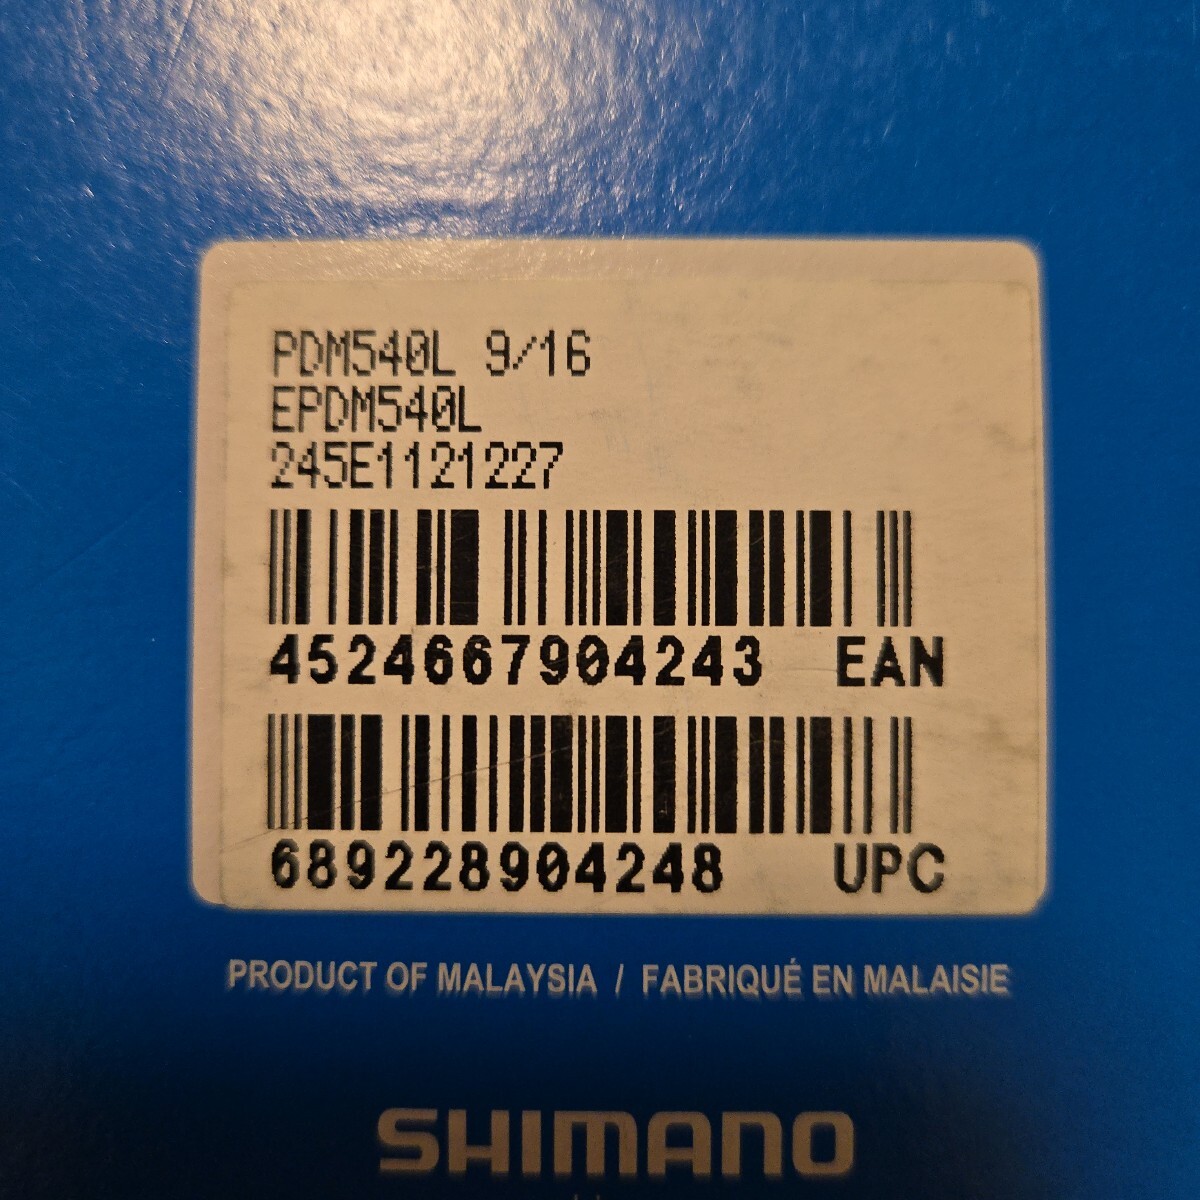 PDM540L 9/16
EPDM540L
245E1121227
4524667904243 EAN
689228904248 UPC
PRODUCT OF MALAYSIA / FABRIQUÉ EN MALAISIE
SHIMANO